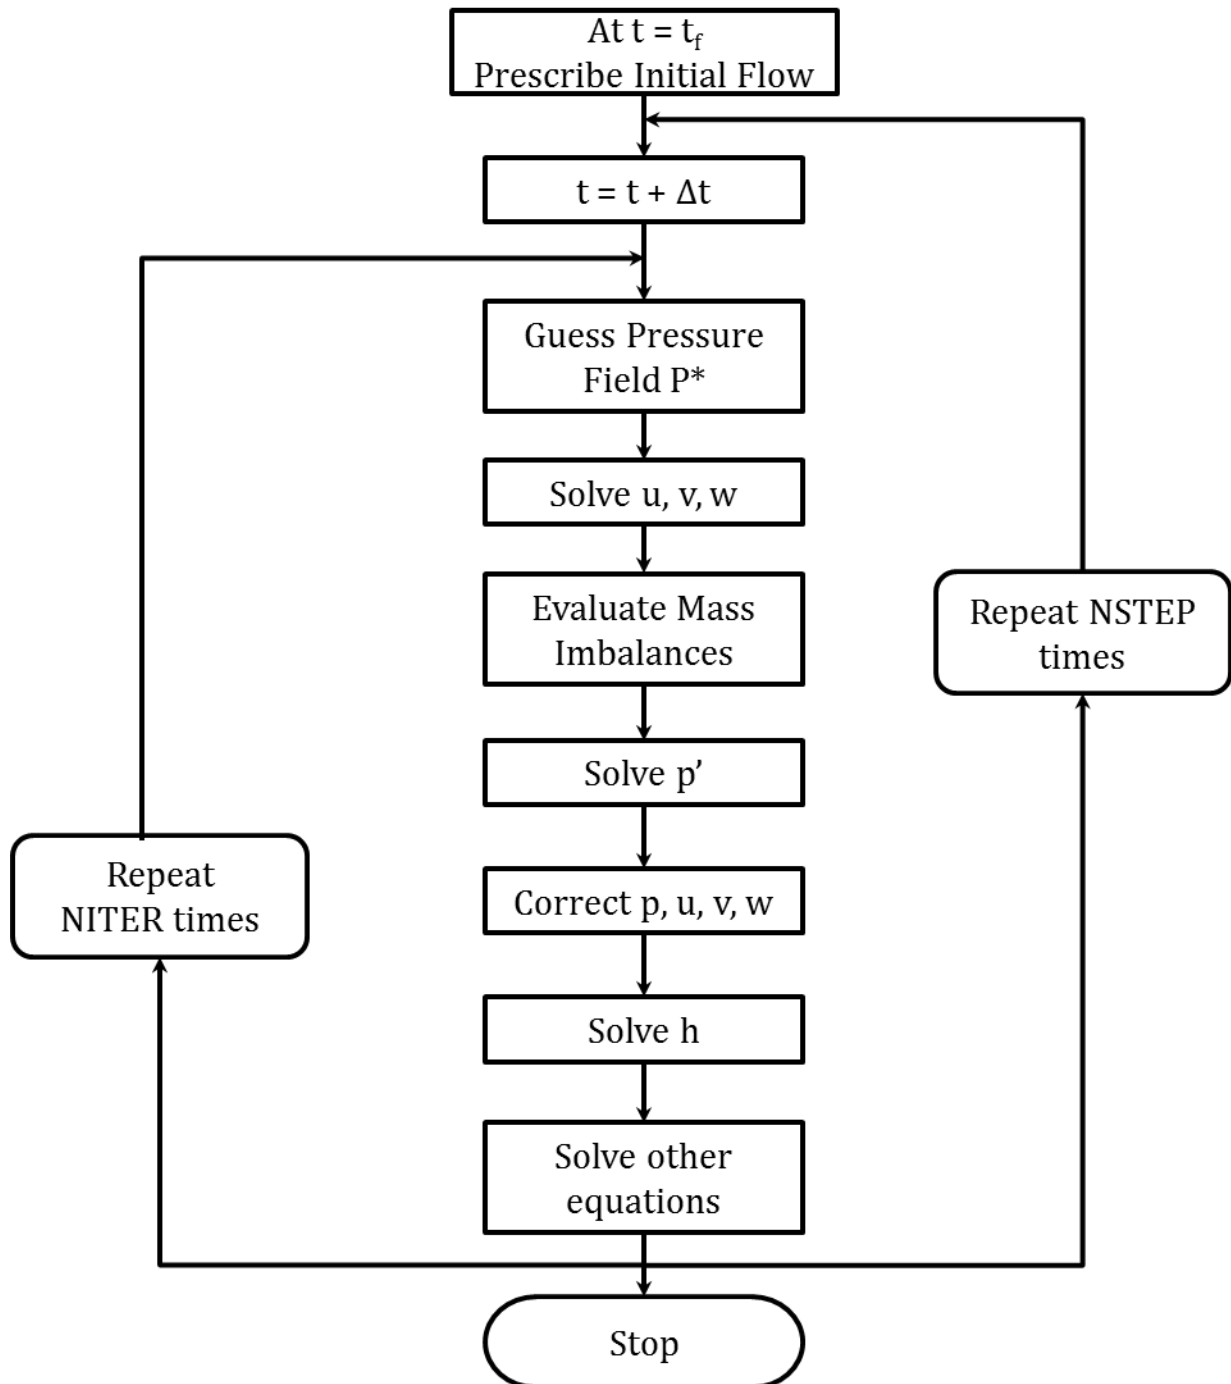 At t = t_f
Prescribe Initial Flow
t = t + Δt
Guess Pressure
Field P*
Solve u, v, w
Evaluate Mass
Imbalances
Repeat NSTEP
times
Solve p’
Repeat
NITER times
Correct p, u, v, w
Solve h
Solve other
equations
Stop